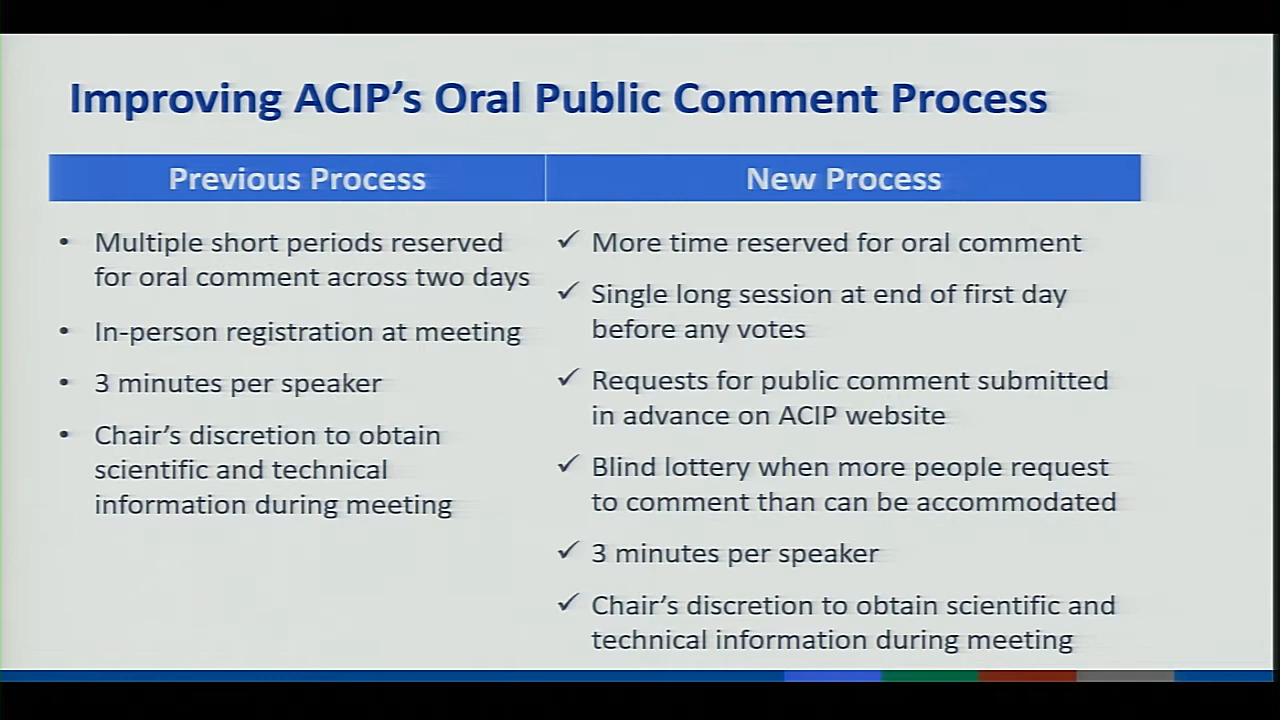 Improving ACIP’s Oral Public Comment Process
Previous Process
• Multiple short periods reserved
for oral comment across two days
• In-person registration at meeting
• 3 minutes per speaker
• Chair’s discretion to obtain
scientific and technical
information during meeting
New Process
✓ More time reserved for oral comment
✓ Single long session at end of first day
before any votes
✓ Requests for public comment submitted
in advance on ACIP website
✓ Blind lottery when more people request
to comment than can be accommodated
✓ 3 minutes per speaker
✓ Chair’s discretion to obtain scientific and
technical information during meeting